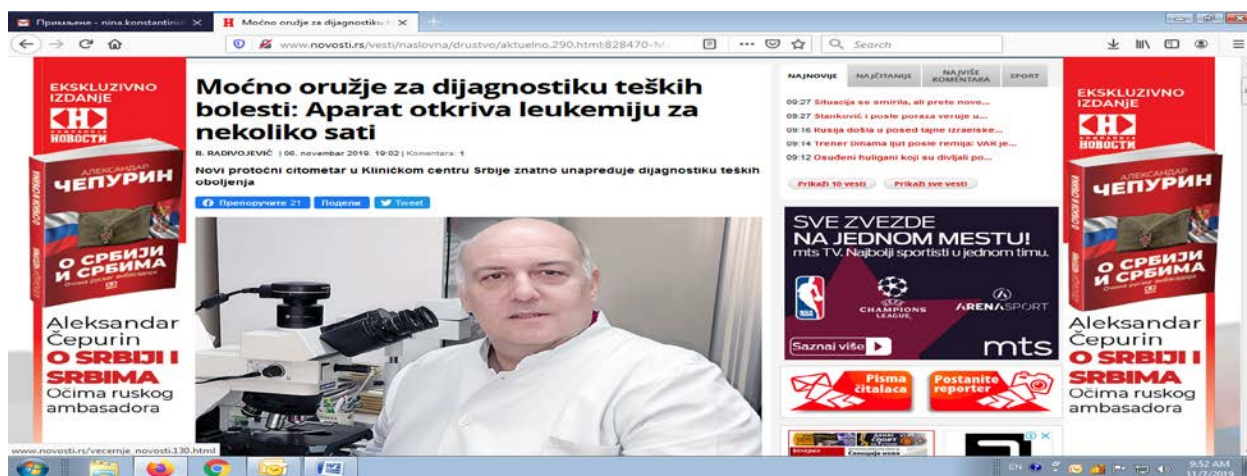 Примљене - nina.konstantini
Moćno oružje za dijagnostiku t
www.novosti.rs/vesti/naslovna/drustvo/aktuelno.290.html:828470-M
Search
EKSKLUZIVNO
IZDANJE
Н
НОВОСТИ
АЛЕКСАНДАР
ЧЕПУРИН
О СРБИЈИ
И СРБИМА
Aleksandar
Čepurin
O SRBIJI I
SRBIMA
Očima ruskog
ambasadora
Moćno oružje za dijagnostiku teških
bolesti: Aparat otkriva leukemiju za
nekoliko sati
B. RADIVOJEVIĆ | 06. novembar 2019. 19:02 | Komentara: 1
Novi protočni citometar u Kliničkom centru Srbije znatno unapređuje dijagnostiku teških
oboljenja
Препоручите 21 Подели Tweet
NAJNOVIJE NAJČITANIJE NAJVIŠE KOMENTARA SPORT
09:27 Situacija se smirila, ali prete nove...
09:27 Stanković i posle poraza veruje u...
09:16 Rusija došla u posed tajne izraelske...
09:14 Trener Dinama ljut posle remija: VAR je...
09:12 Osuđeni huligani koji su divljali po...
Prikaži 10 vesti Prikaži sve vesti
SVE ZVEZDE
NA JEDNOM MESTU!
mts TV. Najbolji sportisti u jednom timu.
NBA
UEFA
CHAMPIONS
LEAGUE
ARENASPORT
Saznaj više
mts
Pisma
čitalaca
Postanite
reporter
EKSKLUZIVNO
IZDANJE
Н
НОВОСТИ
АЛЕКСАНДАР
ЧЕПУРИН
О СРБИЈИ
И СРБИМА
Aleksandar
Čepurin
O SRBIJI I
SRBIMA
Očima ruskog
ambasadora
www.novosti.rs/vecernje_novosti.130.html
EN
9:52 AM
11/7/2019